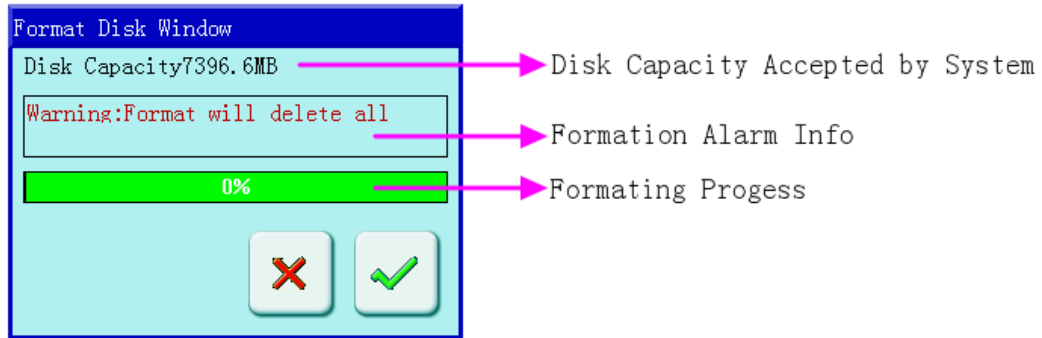 Format Disk Window
Disk Capacity7396.6MB
Disk Capacity Accepted by System
Warning:Format will delete all
Formation Alarm Info
0%
Formating Progess